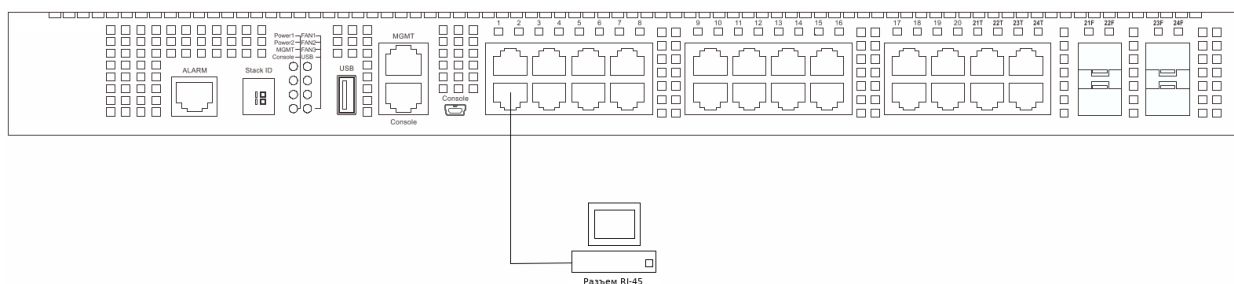 1 2 3 4 5 6 7 8 9 10 11 12 13 14 15 16 17 18 19 20 21T 22T 23T 24T 21F 22F 23F 24F
Power1 FAN1
Power2 FAN2
MGMT FAN3
Console USB
MGMT
ALARM
Stack ID
USB
Console
Console
Разъем RJ-45